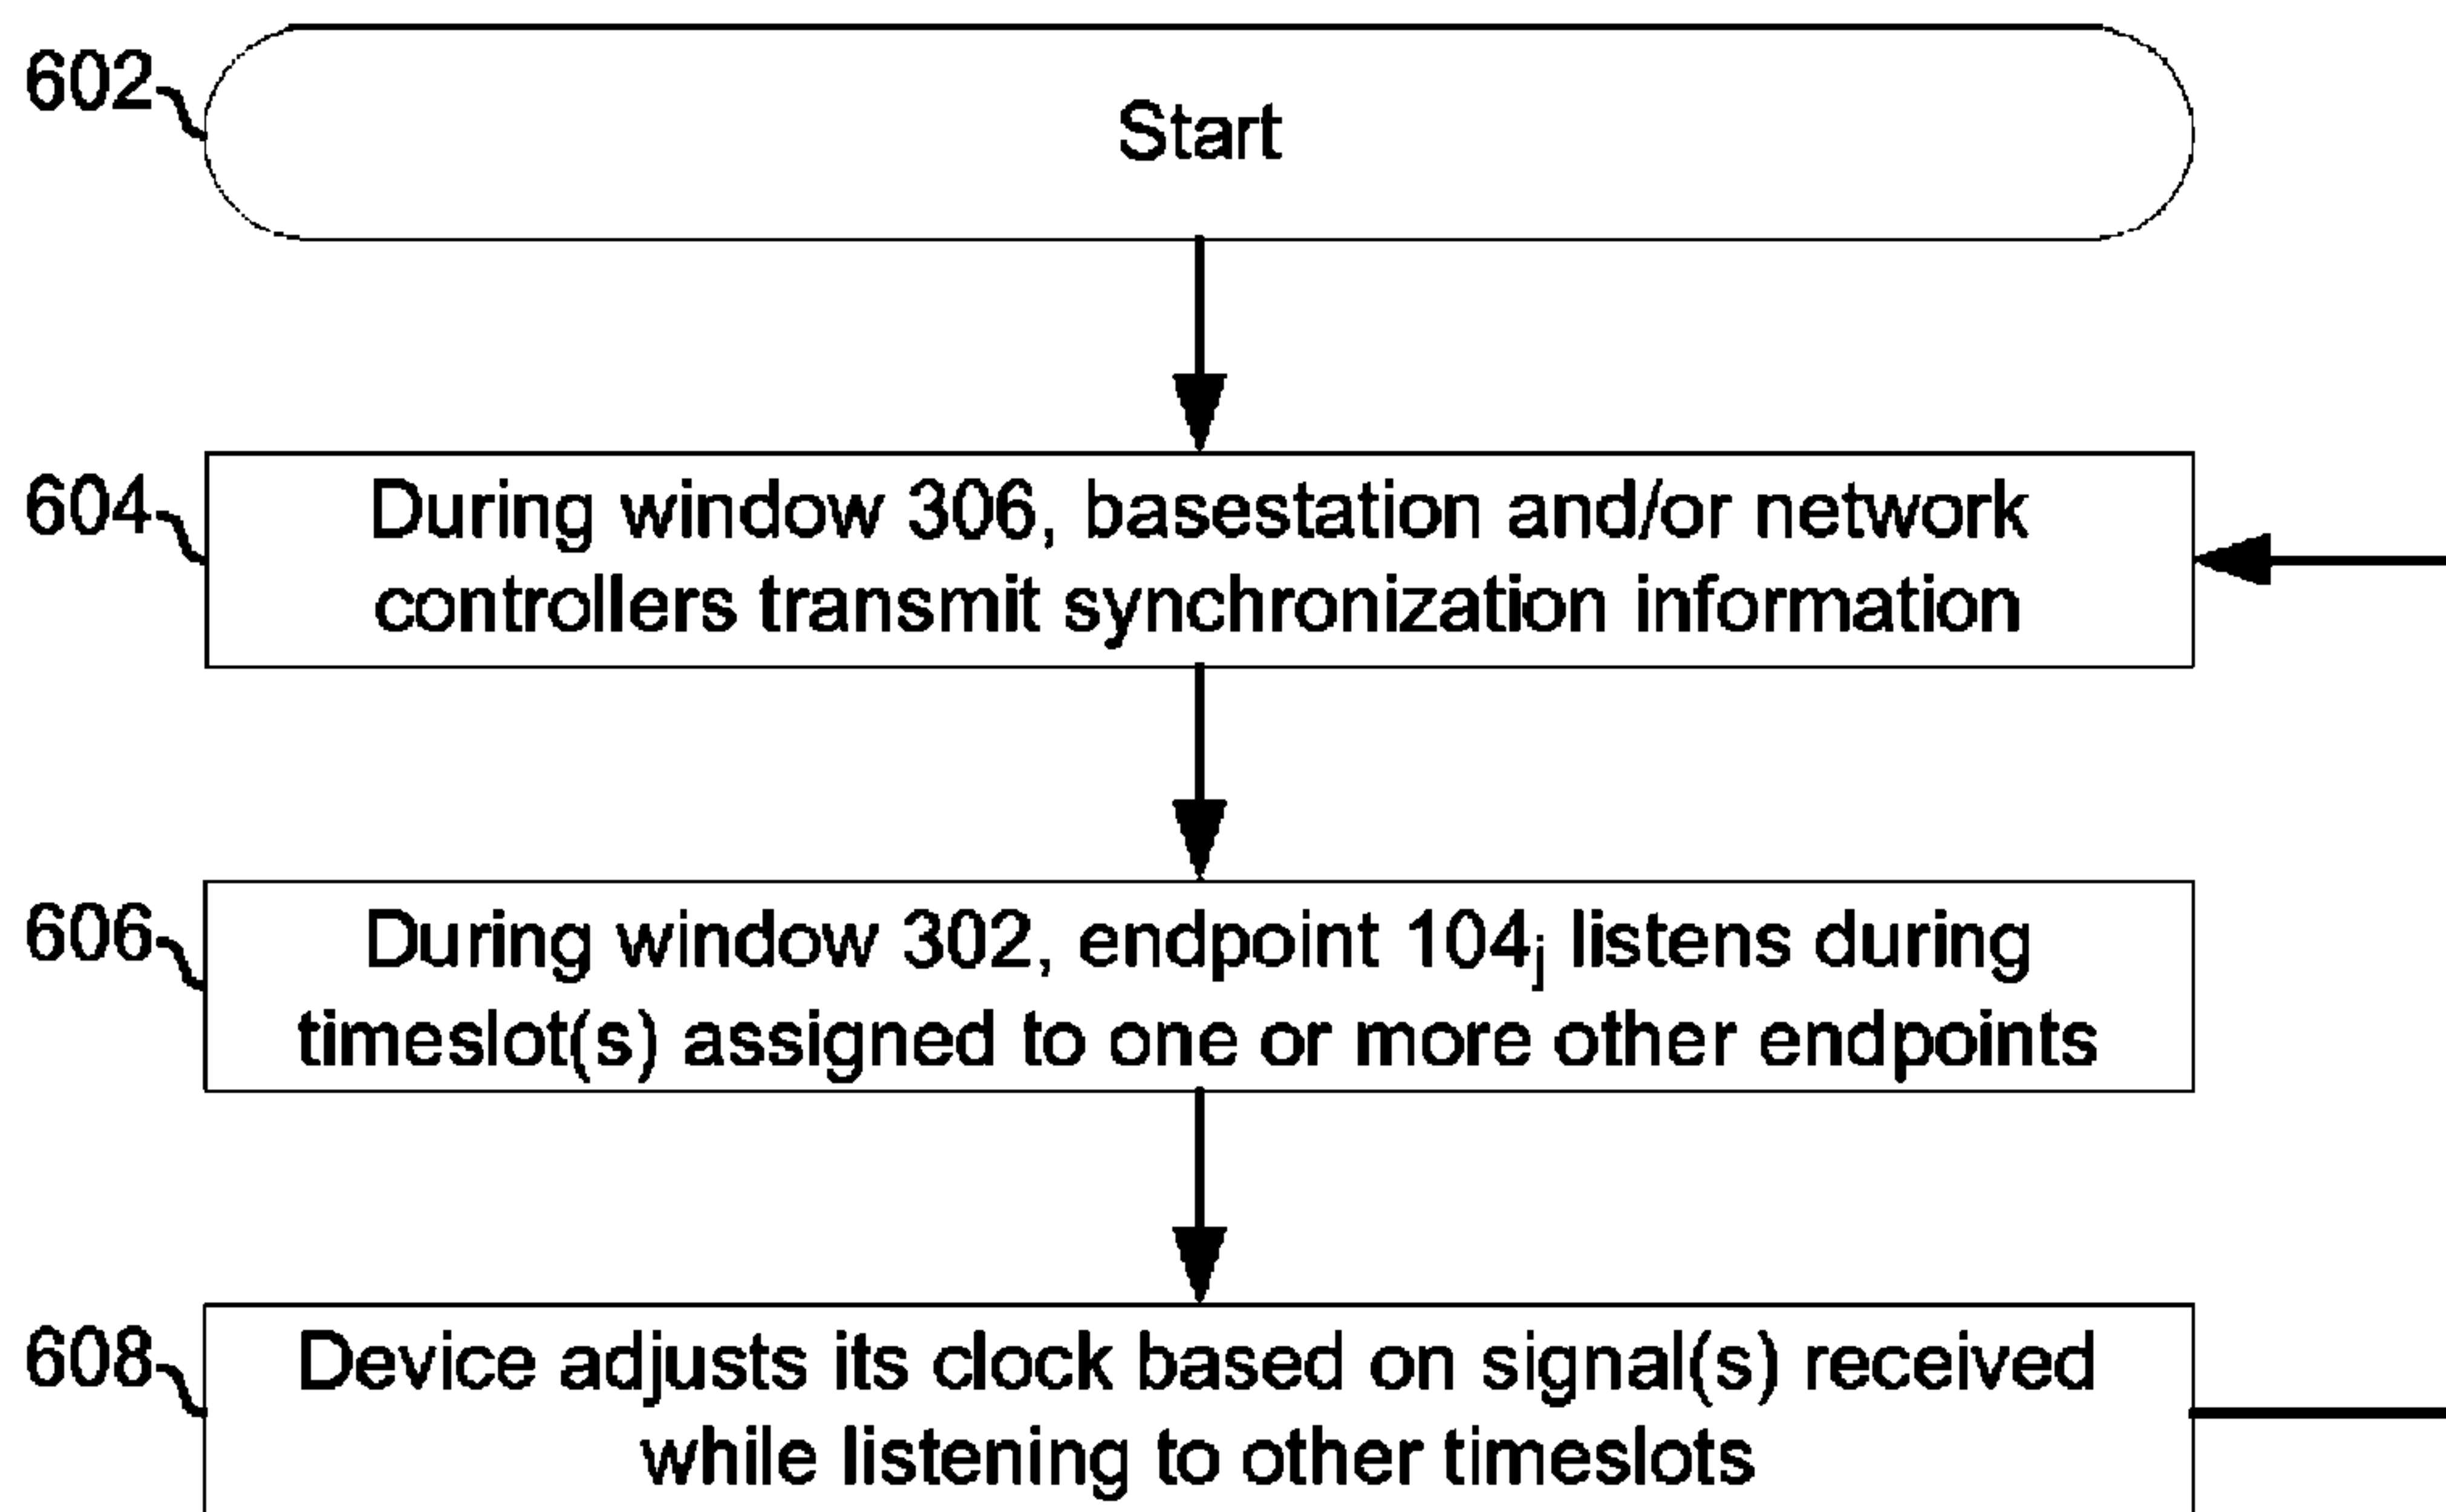 602
Start
604
During window 306, basestation and/or network
controllers transmit synchronization information
606
During window 302, endpoint 104j listens during
timeslot(s) assigned to one or more other endpoints
608
Device adjusts its clock based on signal(s) received
while listening to other timeslots